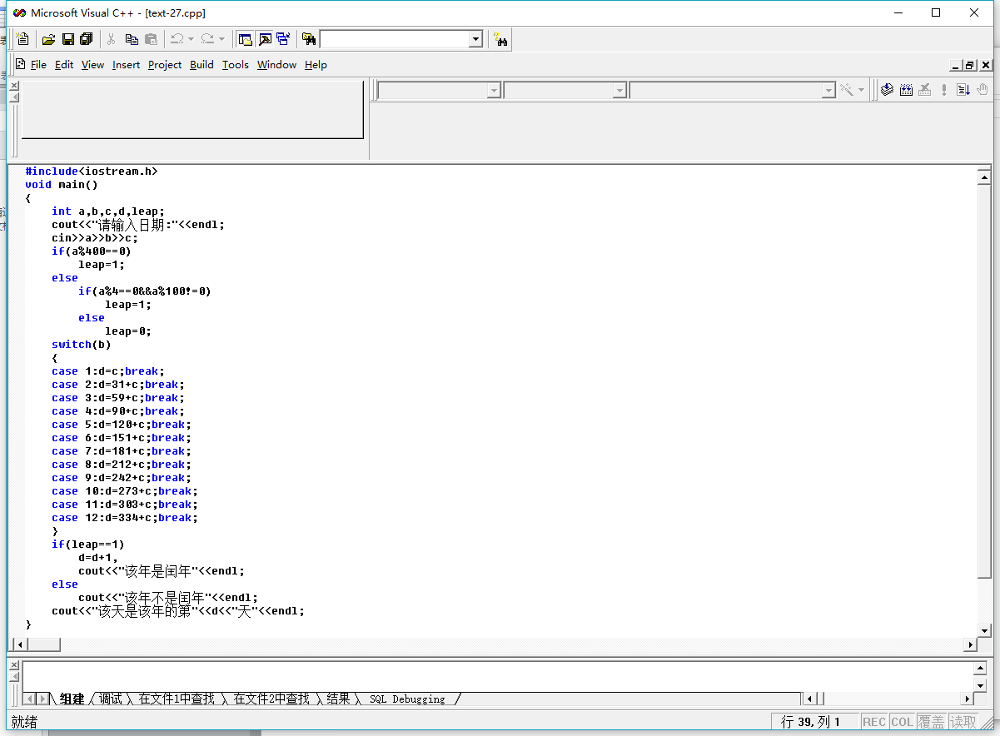 Microsoft Visual C++ - [text-27.cpp]
File Edit View Insert Project Build Tools Window Help
#include<iostream.h>
void main()
{
    int a,b,c,d,leap;
    cout<<"请输入日期:"<<endl;
    cin>>a>>b>>c;
    if(a%400==0)
        leap=1;
    else
        if(a%4==0&&a%100!=0)
            leap=1;
        else
            leap=0;
    switch(b)
    {
    case 1:d=c;break;
    case 2:d=31+c;break;
    case 3:d=59+c;break;
    case 4:d=90+c;break;
    case 5:d=120+c;break;
    case 6:d=151+c;break;
    case 7:d=181+c;break;
    case 8:d=212+c;break;
    case 9:d=242+c;break;
    case 10:d=273+c;break;
    case 11:d=303+c;break;
    case 12:d=334+c;break;
    }
    if(leap==1)
        d=d+1,
        cout<<"该年是闰年"<<endl;
    else
        cout<<"该年不是闰年"<<endl;
    cout<<"该天是该年的第"<<d<<"天"<<endl;
}
组建 调试 在文件1中查找 在文件2中查找 结果 SQL Debugging
就绪 行 39, 列 1 REC COL 覆盖 读取